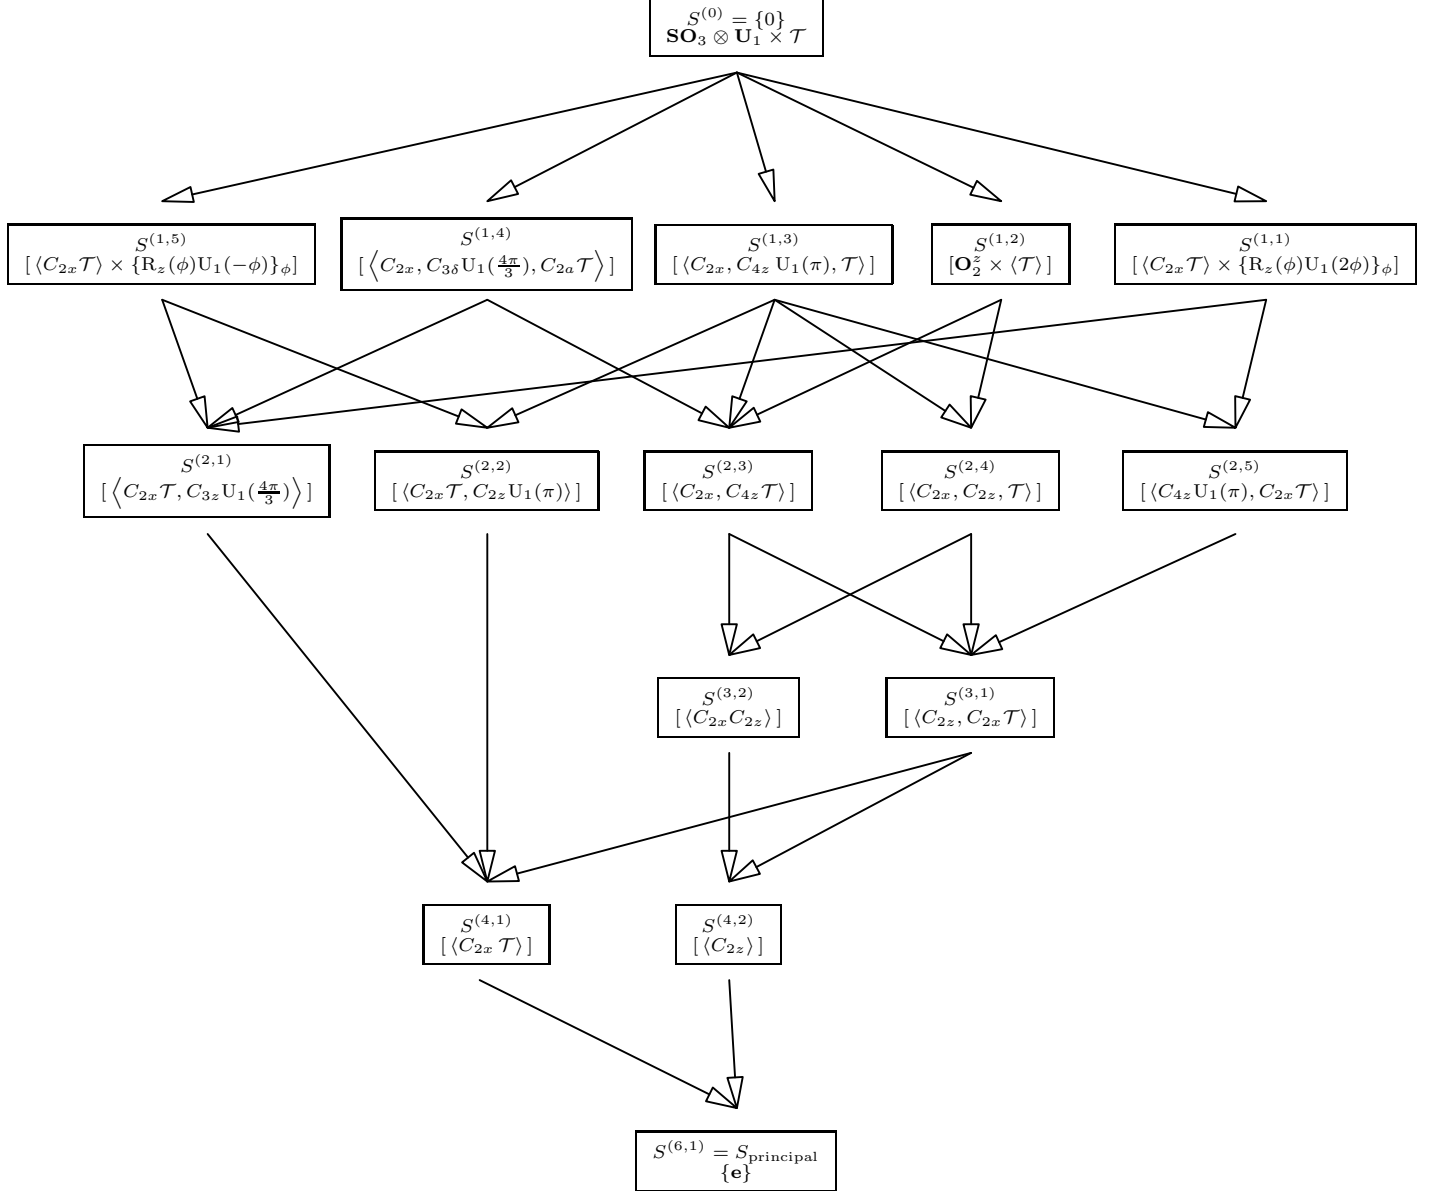 S^{(0)} = {0}
SO_3 ⊗ U_1 × 𝒯
S^{(1,5)}
[⟨C_{2x}𝒯⟩ × {R_z(ϕ)U_1(−ϕ)}_ϕ]
S^{(1,4)}
[⟨C_{2x}, C_{3δ}U_1(4π/3), C_{2a}𝒯⟩]
S^{(1,3)}
[⟨C_{2x}, C_{4z} U_1(π), 𝒯⟩]
S^{(1,2)}
[O_2^z × ⟨𝒯⟩]
S^{(1,1)}
[⟨C_{2x}𝒯⟩ × {R_z(ϕ)U_1(2ϕ)}_ϕ]
S^{(2,1)}
[⟨C_{2x}𝒯, C_{3z}U_1(4π/3)⟩]
S^{(2,2)}
[⟨C_{2x}𝒯, C_{2z}U_1(π)⟩]
S^{(2,3)}
[⟨C_{2x}, C_{4z}𝒯⟩]
S^{(2,4)}
[⟨C_{2x}, C_{2z}, 𝒯⟩]
S^{(2,5)}
[⟨C_{4z}U_1(π), C_{2x}𝒯⟩]
S^{(3,2)}
[⟨C_{2x}C_{2z}⟩]
S^{(3,1)}
[⟨C_{2z}, C_{2x}𝒯⟩]
S^{(4,1)}
[⟨C_{2x} 𝒯⟩]
S^{(4,2)}
[⟨C_{2z}⟩]
S^{(6,1)} = S_{principal}
{e}